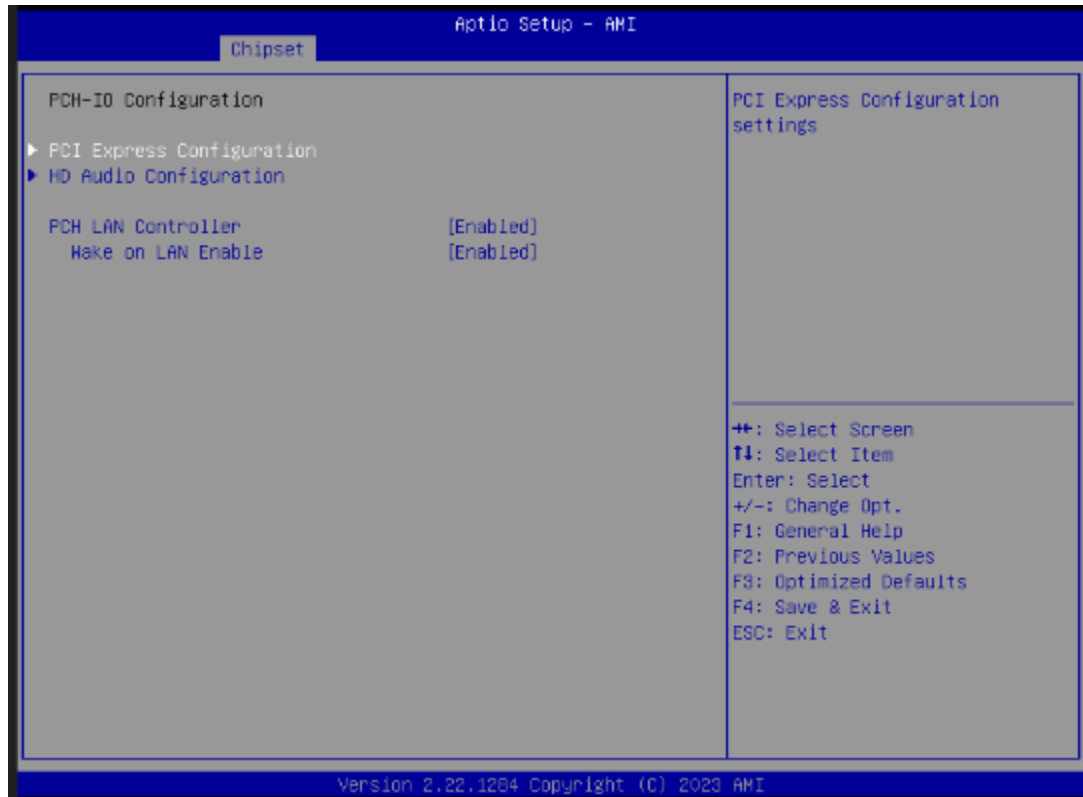 Aptio Setup - AMI
Chipset
PCH-IO Configuration
PCI Express Configuration
HD Audio Configuration
PCH LAN Controller [Enabled]
Wake on LAN Enable [Enabled]
PCI Express Configuration
settings
→←: Select Screen
↑↓: Select Item
Enter: Select
+/-: Change Opt.
F1: General Help
F2: Previous Values
F3: Optimized Defaults
F4: Save & Exit
ESC: Exit
Version 2.22.1284 Copyright (C) 2023 AMI